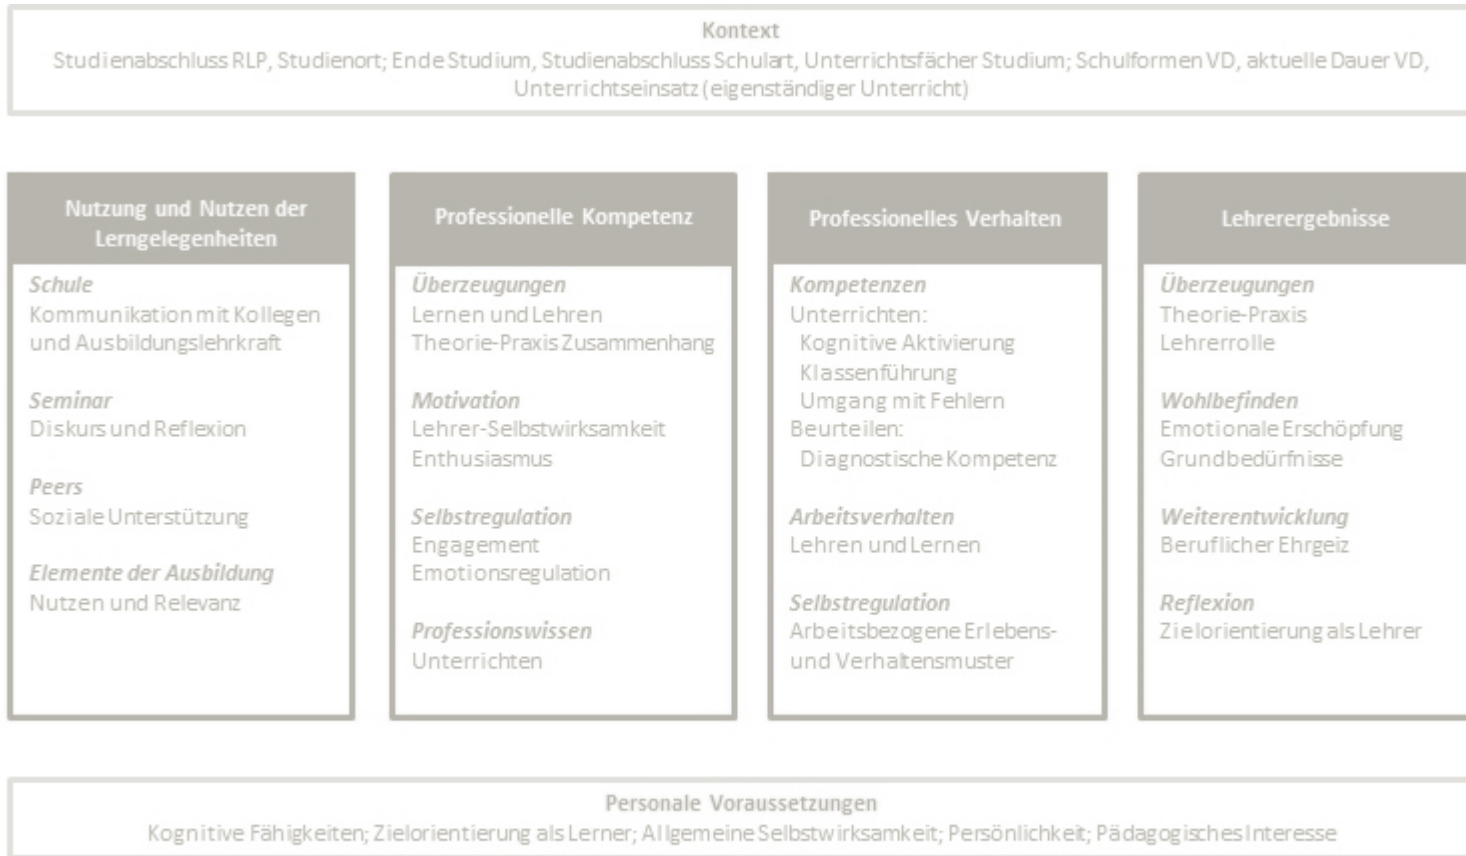 Kontext
Studienabschluss RLP, Studienort; Ende Studium, Studienabschluss Schulart, Unterrichtsfächer Studium; Schulformen VD, aktuelle Dauer VD,
Unterrichtseinsatz (eigenständiger Unterricht)
Nutzung und Nutzen der
Lerngelegenheiten
Schule
Kommunikation mit Kollegen
und Ausbildungslehrkraft
Seminar
Diskurs und Reflexion
Peers
Soziale Unterstützung
Elemente der Ausbildung
Nutzen und Relevanz
Professionelle Kompetenz
Überzeugungen
Lernen und Lehren
Theorie-Praxis Zusammenhang
Motivation
Lehrer-Selbstwirksamkeit
Enthusiasmus
Selbstregulation
Engagement
Emotionsregulation
Professionswissen
Unterrichten
Professionelles Verhalten
Kompetenzen
Unterrichten:
Kognitive Aktivierung
Klassenführung
Umgang mit Fehlern
Beurteilen:
Diagnostische Kompetenz
Arbeitsverhalten
Lehren und Lernen
Selbstregulation
Arbeitsbezogene Erlebens-
und Verhaltensmuster
Lehrerergebnisse
Überzeugungen
Theorie-Praxis
Lehrerrolle
Wohlbefinden
Emotionale Erschöpfung
Grundbedürfnisse
Weiterentwicklung
Beruflicher Ehrgeiz
Reflexion
Zielorientierung als Lehrer
Personale Voraussetzungen
Kognitive Fähigkeiten; Zielorientierung als Lerner; Allgemeine Selbstwirksamkeit; Persönlichkeit; Pädagogisches Interesse